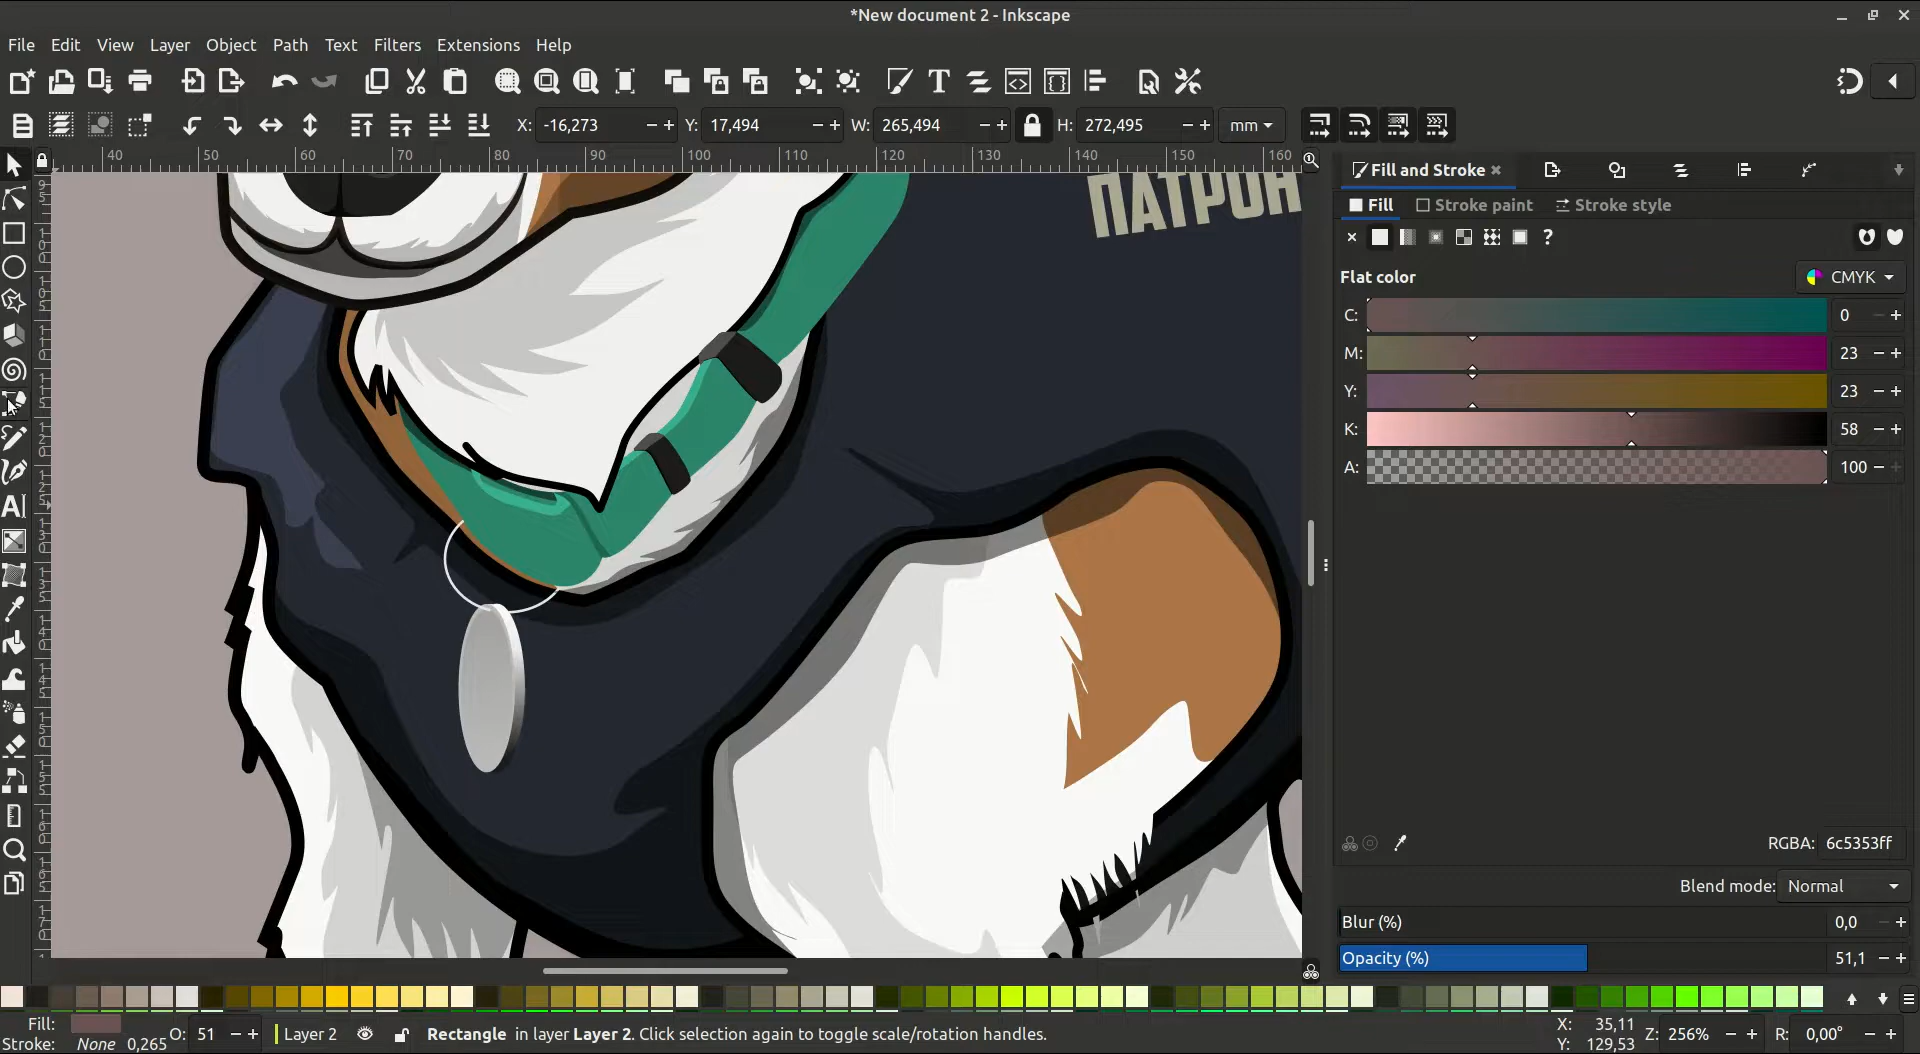 *New document 2 - Inkscape
File Edit View Layer Object Path Text Filters Extensions Help
X: -16,273 Y: 17,494 W: 265,494 H: 272,495 mm
40 50 60 70 80 90 100 110 120 130 140 150 160
ПАТРОН
Fill and Stroke
Fill Stroke paint Stroke style
?
Flat color CMYK
C: 0
M: 23
Y: 23
K: 58
A: 100
RGBA: 6c5353ff
Blend mode: Normal
Blur (%) 0,0
Opacity (%) 51,1
Fill: O: 51 Layer 2 Rectangle in layer Layer 2. Click selection again to toggle scale/rotation handles. X: 35,11 Z: 256% R: 0,00°
Stroke: None 0,265 Y: 129,53